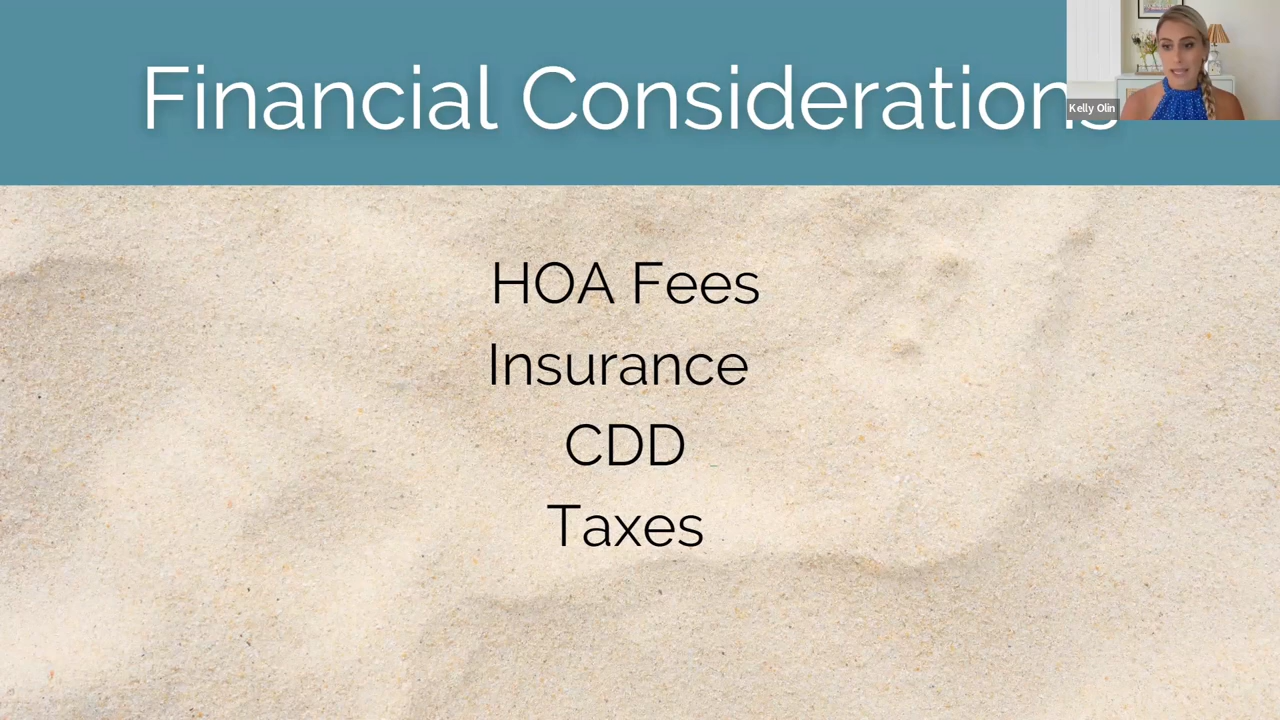 Financial Considerations
Kelly Olin
HOA Fees
Insurance
CDD
Taxes